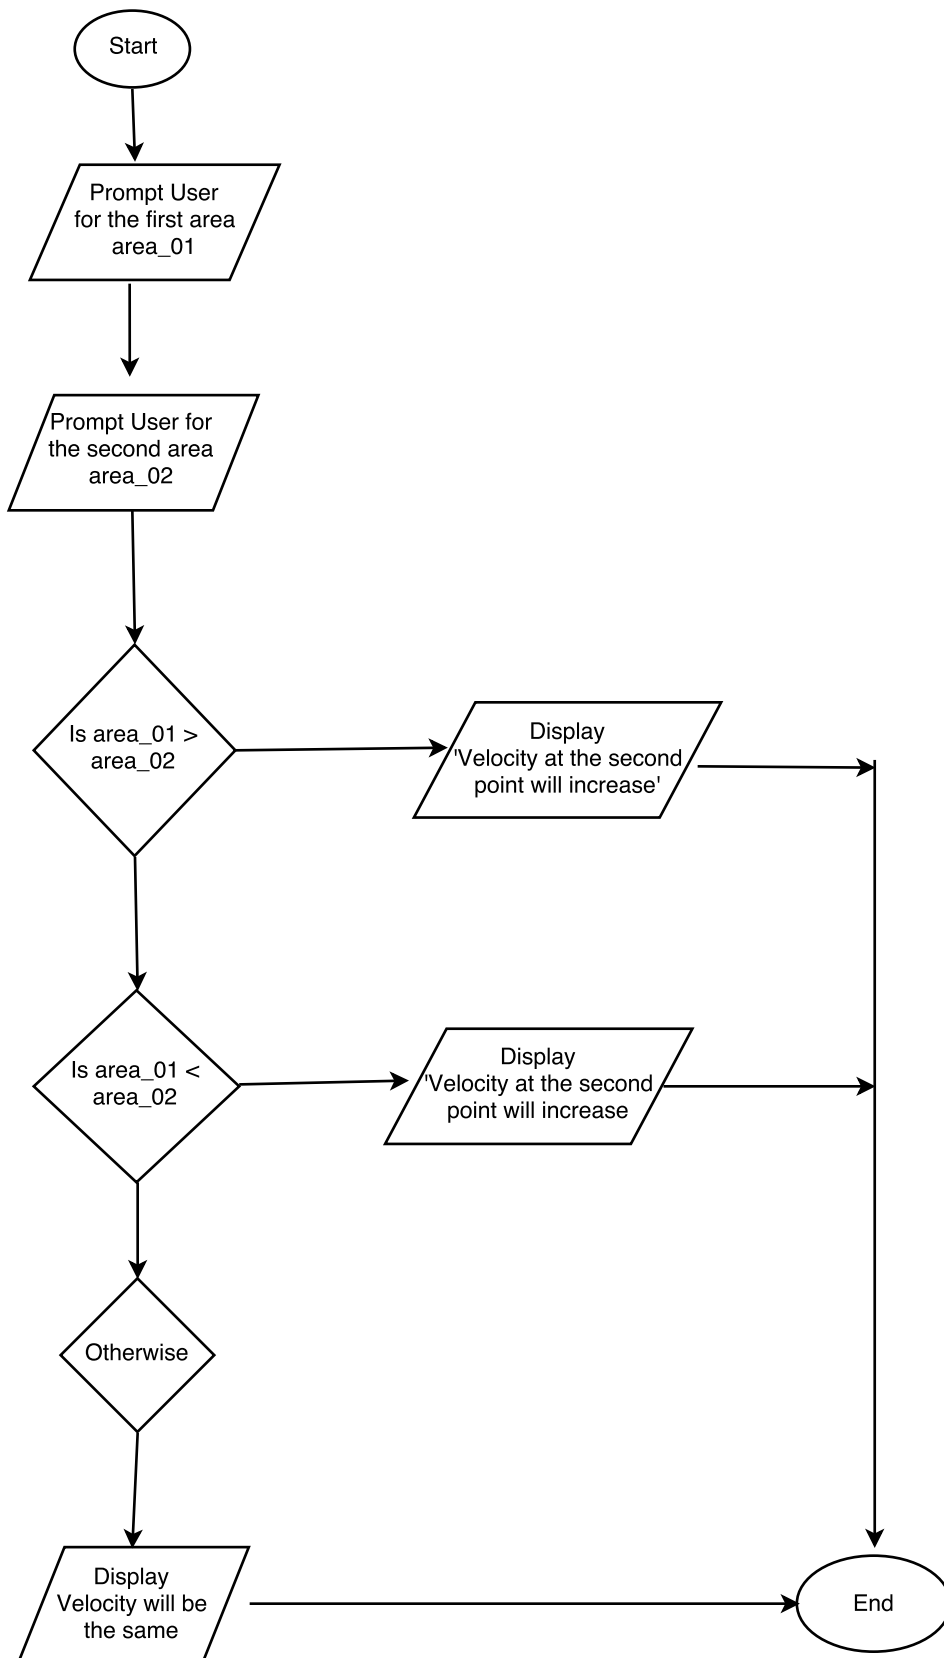 Start
Prompt User
for the first area
area_01
Prompt User for
the second area
area_02
Is area_01 >
area_02
Display
'Velocity at the second
point will increase'
Is area_01 <
area_02
Display
'Velocity at the second
point will increase
Otherwise
Display
Velocity will be
the same
End